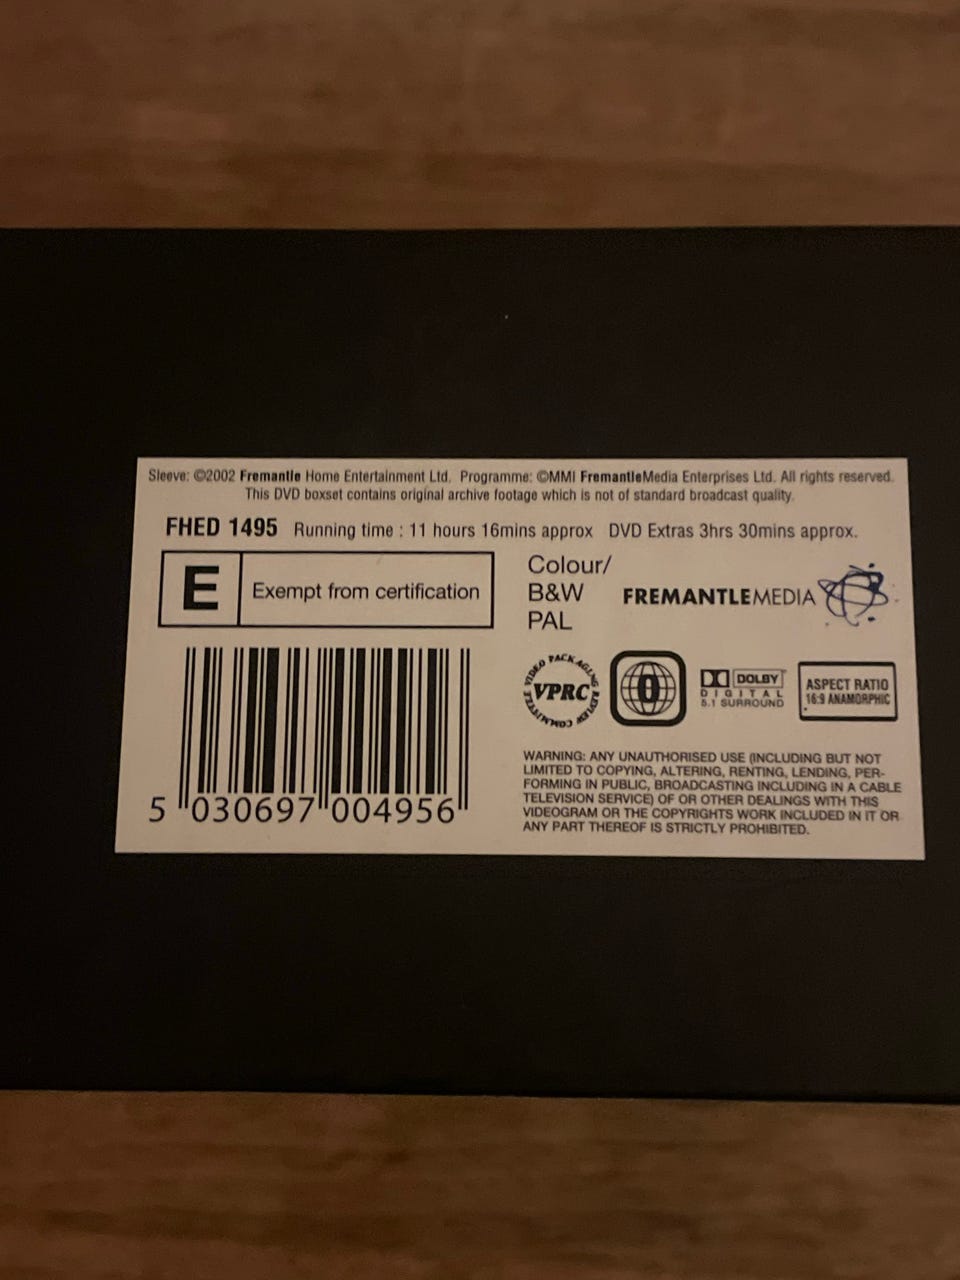 Sleeve: ©2002 Fremantle Home Entertainment Ltd. Programme: ©MMI FremantleMedia Enterprises Ltd. All rights reserved.
This DVD boxset contains original archive footage which is not of standard broadcast quality.
FHED 1495 Running time : 11 hours 16mins approx DVD Extras 3hrs 30mins approx.
E Exempt from certification
Colour/
B&W
PAL
FREMANTLEMEDIA
VIDEO PACKAGING REVIEW COMMITTEE
VPRC
0
DOLBY
DIGITAL
5.1 SURROUND
ASPECT RATIO
16:9 ANAMORPHIC
5 030697 004956
WARNING: ANY UNAUTHORISED USE (INCLUDING BUT NOT
LIMITED TO COPYING, ALTERING, RENTING, LENDING, PER-
FORMING IN PUBLIC, BROADCASTING INCLUDING IN A CABLE
TELEVISION SERVICE) OF OR OTHER DEALINGS WITH THIS
VIDEOGRAM OR THE COPYRIGHTS WORK INCLUDED IN IT OR
ANY PART THEREOF IS STRICTLY PROHIBITED.